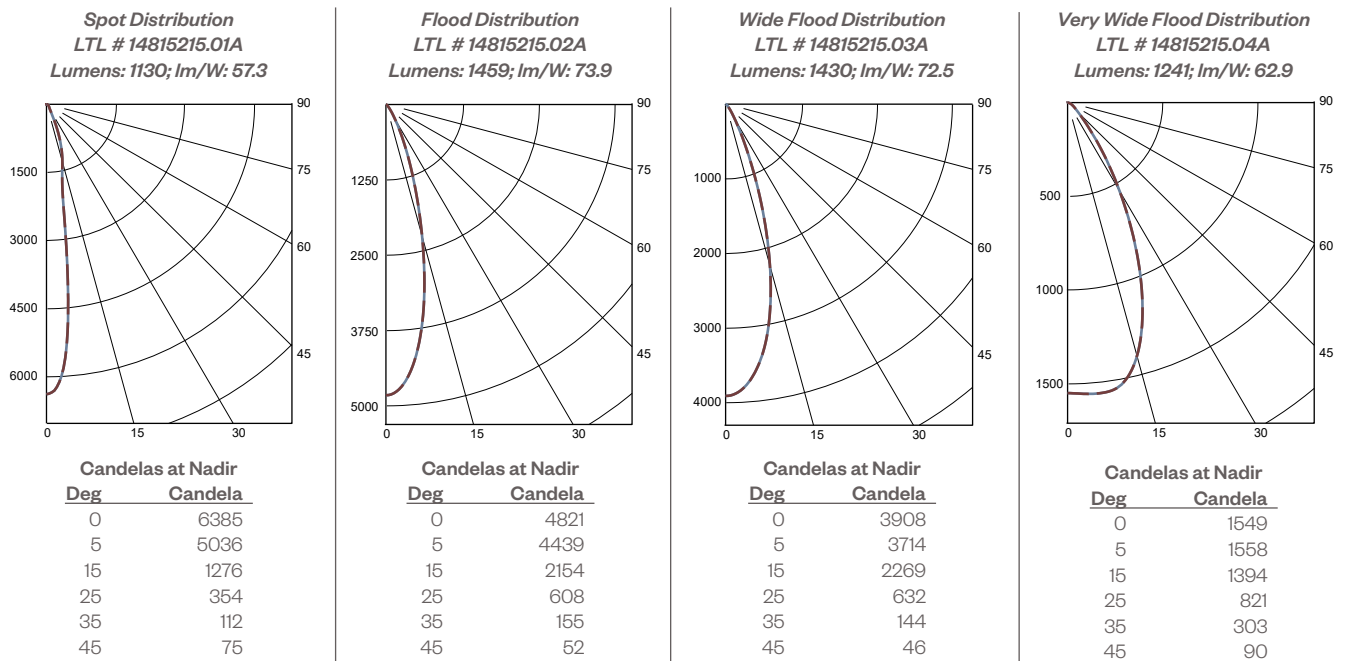 Spot Distribution
LTL # 14815215.01A
Lumens: 1130; lm/W: 57.3
90
75
60
45
1500
3000
4500
6000
0 15 30
Candelas at Nadir
Deg Candela
0 6385
5 5036
15 1276
25 354
35 112
45 75
Flood Distribution
LTL # 14815215.02A
Lumens: 1459; lm/W: 73.9
90
75
60
45
1250
2500
3750
5000
0 15 30
Candelas at Nadir
Deg Candela
0 4821
5 4439
15 2154
25 608
35 155
45 52
Wide Flood Distribution
LTL # 14815215.03A
Lumens: 1430; lm/W: 72.5
90
75
60
45
1000
2000
3000
4000
0 15 30
Candelas at Nadir
Deg Candela
0 3908
5 3714
15 2269
25 632
35 144
45 46
Very Wide Flood Distribution
LTL # 14815215.04A
Lumens: 1241; lm/W: 62.9
90
75
60
45
500
1000
1500
0 15 30
Candelas at Nadir
Deg Candela
0 1549
5 1558
15 1394
25 821
35 303
45 90